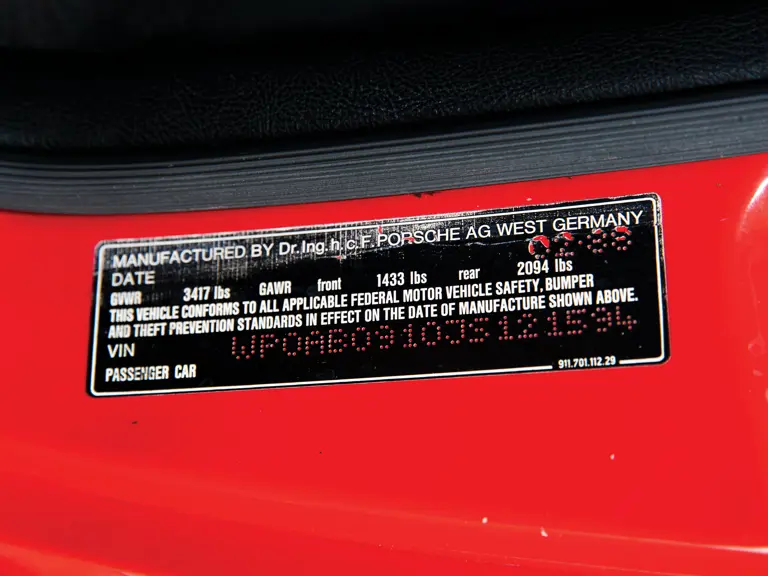 MANUFACTURED BY Dr.Ing.h.c.F. PORSCHE AG WEST GERMANY
DATE 02:88
GVWR 3417 lbs GAWR front 1433 lbs rear 2094 lbs
THIS VEHICLE CONFORMS TO ALL APPLICABLE FEDERAL MOTOR VEHICLE SAFETY, BUMPER
AND THEFT PREVENTION STANDARDS IN EFFECT ON THE DATE OF MANUFACTURE SHOWN ABOVE.
VIN WP0AB0910JS121594
PASSENGER CAR 911.701.112.29